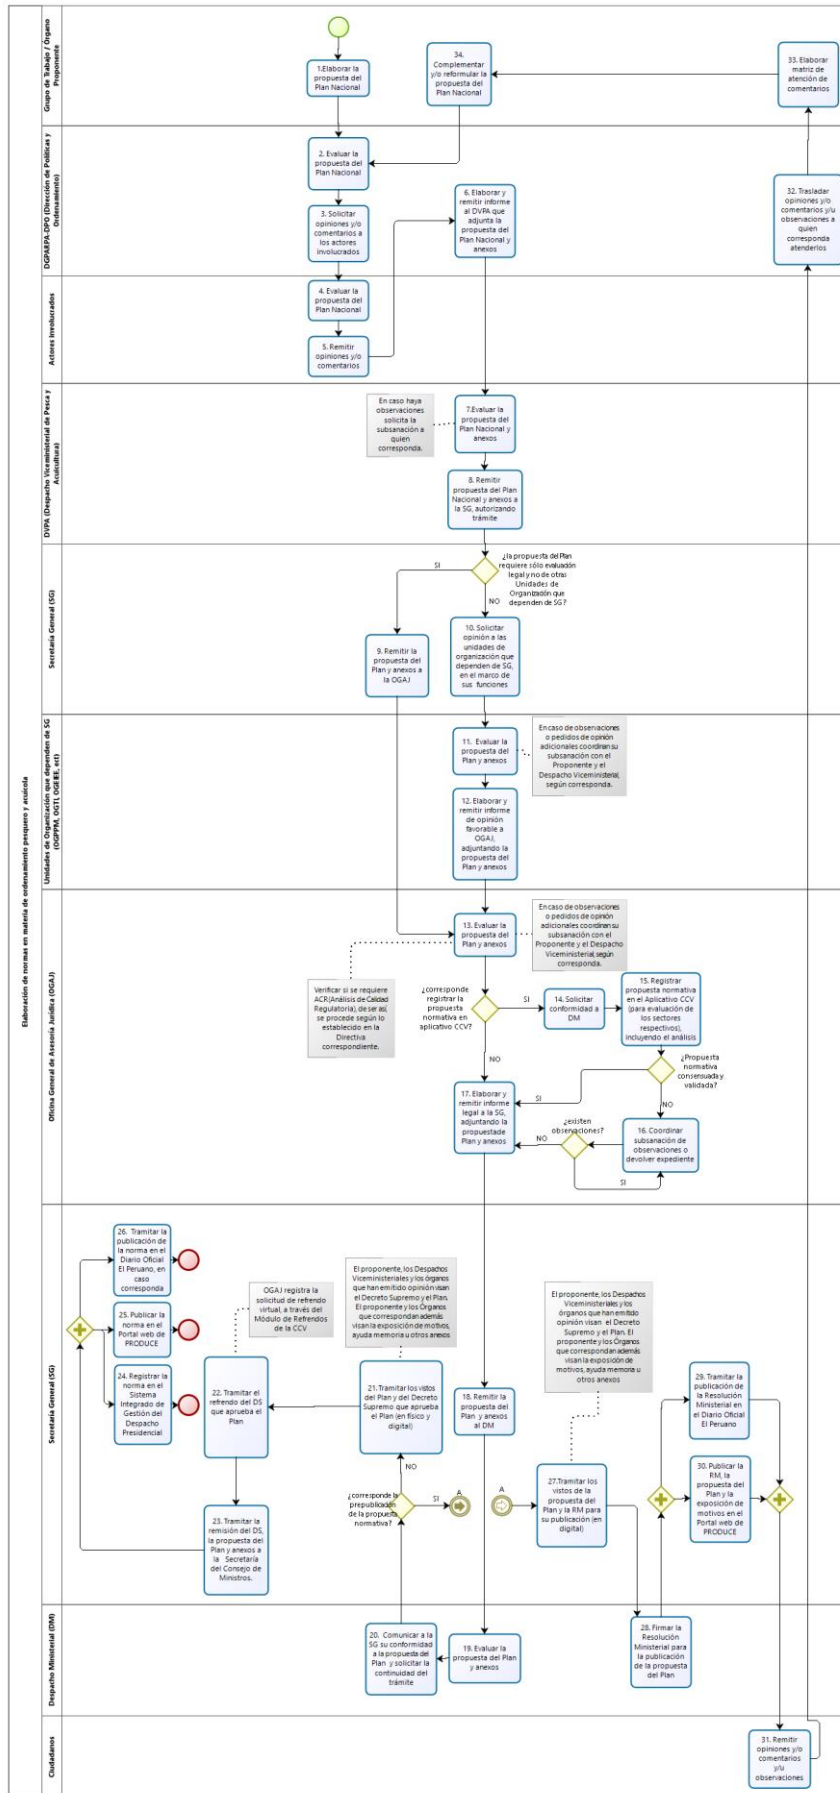 Elaboración de normas en materia de ordenamiento pesquero y acuícola
Grupo de Trabajo / Órgano
Proponente
1.Elaborar la
propuesta del
Plan Nacional
34.
Complementar
y/o reformular la
propuesta del
Plan Nacional
33. Elaborar
matriz de
atención de
comentarios
DGPARPA-DPO (Dirección de Políticas y
Ordenamiento)
2. Evaluar la
propuesta del
Plan Nacional
3. Solicitar
opiniones y/o
comentarios a
los actores
involucrados
6. Elaborar y
remitir informe
al DVPA que
adjunta la
propuesta del
Plan Nacional y
anexos
32. Trasladar
opiniones y/o
comentarios y/u
observaciones a
quien
corresponda
atenderlos
Actores Involucrados
4. Evaluar la
propuesta del
Plan Nacional
5. Remitir
opiniones y/o
comentarios
DVPA (Despacho Viceministerial de Pesca y
Acuicultura)
En caso haya
observaciones
solicita la
subsanación a
quien
corresponda.
7.Evaluar la
propuesta del
Plan Nacional y
anexos
8. Remitir
propuesta del Plan
Nacional y anexos a
la SG, autorizando
trámite
Secretaría General (SG)
¿la propuesta del Plan
requiere sólo evaluación
legal y no de otras
Unidades de
Organización que
dependen de SG?
SI
NO
9. Remitir la
propuesta del
Plan y anexos a
la OGAJ
10. Solicitar
opinión a las
unidades de
organización que
dependen de SG,
en el marco de
sus funciones
Unidades de Organización que dependen de SG
(OGPPM, OGTI, OGEIEE, ect)
11. Evaluar la
propuesta del
Plan y anexos
En caso de observaciones
o pedidos de opinión
adicionales coordinan su
subsanación con el
Proponente y el
Despacho Viceministerial,
según corresponda.
12. Elaborar y
remitir informe
de opinión
favorable a
OGAJ,
adjuntando la
propuesta del
Plan y anexos
Oficina General de Asesoría Jurídica (OGAJ)
13. Evaluar la
propuesta del
Plan y anexos
En caso de observaciones
o pedidos de opinión
adicionales coordinan su
subsanación con el
Proponente y el Despacho
Viceministerial, según
corresponda.
Verificar si se requiere
ACR (Análisis de Calidad
Regulatoria), de ser así,
se procede según lo
establecido en la
Directiva
correspondiente.
¿corresponde
registrar la
propuesta
normativa en
aplicativo CCV?
SI
NO
14. Solicitar
conformidad a
DM
15. Registrar
propuesta normativa
en el Aplicativo CCV
(para evaluación de
los sectores
respectivos),
incluyendo el análisis
¿Propuesta
normativa
consensuada y
validada?
SI
NO
17. Elaborar y
remitir informe
legal a la SG,
adjuntando la
propuestade
Plan y anexos
¿existen
observaciones?
NO
SI
16. Coordinar
subsanación de
observaciones o
devolver expediente
Secretaría General (SG)
26. Tramitar la
publicación de
la norma en el
Diario Oficial
El Peruano, en
caso
corresponda
25. Publicar la
norma en el
Portal web de
PRODUCE
24. Registrar la
norma en el
Sistema
Integrado de
Gestión del
Despacho
Presidencial
OGAJ registra la
solicitud de refrendo
virtual, a través del
Módulo de Refrendos
de la CCV
El proponente, los Despachos
Viceministeriales y los órganos
que han emitido opinión visan
el Decreto Supremo y el Plan.
El proponente y los Órganos
que correspondan además
visan la exposición de motivos,
ayuda memoria u otros anexos
El proponente, los Despachos
Viceministeriales y los
órganos que han emitido
opinión visan el Decreto
Supremo y el Plan. El
proponente y los Órganos
que correspondan además
visan la exposición de
motivos, ayuda memoria
u otros anexos
22. Tramitar el
refrendo del DS
que aprueba el
Plan
21.Tramitar los vistos
del Plan y del Decreto
Supremo que aprueba
el Plan (en físico y
digital)
18. Remitir la
propuesta del
Plan y anexos
al DM
29. Tramitar la
publicación de
la Resolución
Ministerial en
el Diario Oficial
El Peruano
NO
¿corresponde la
prepublicación
de la propuesta
normativa?
SI
A
A
27.Tramitar los
vistos de la
propuesta del
Plan y la RM para
su publicación (en
digital)
30. Publicar la
RM, la propuesta
del Plan y la
exposición de
motivos en el
Portal web de
PRODUCE
23. Tramitar la
remisión del DS,
la propuesta del
Plan y anexos a
la Secretaría
del Consejo de
Ministros.
Despacho Ministerial (DM)
20. Comunicar a la
SG su conformidad
a la propuesta del
Plan y solicitar la
continuidad del
trámite
19. Evaluar la
propuesta del Plan
y anexos
28. Firmar la
Resolución
Ministerial para
la publicación
de la propuesta
del Plan
Ciudadanos
31. Remitir
opiniones y/o
comentarios
y/u
observaciones